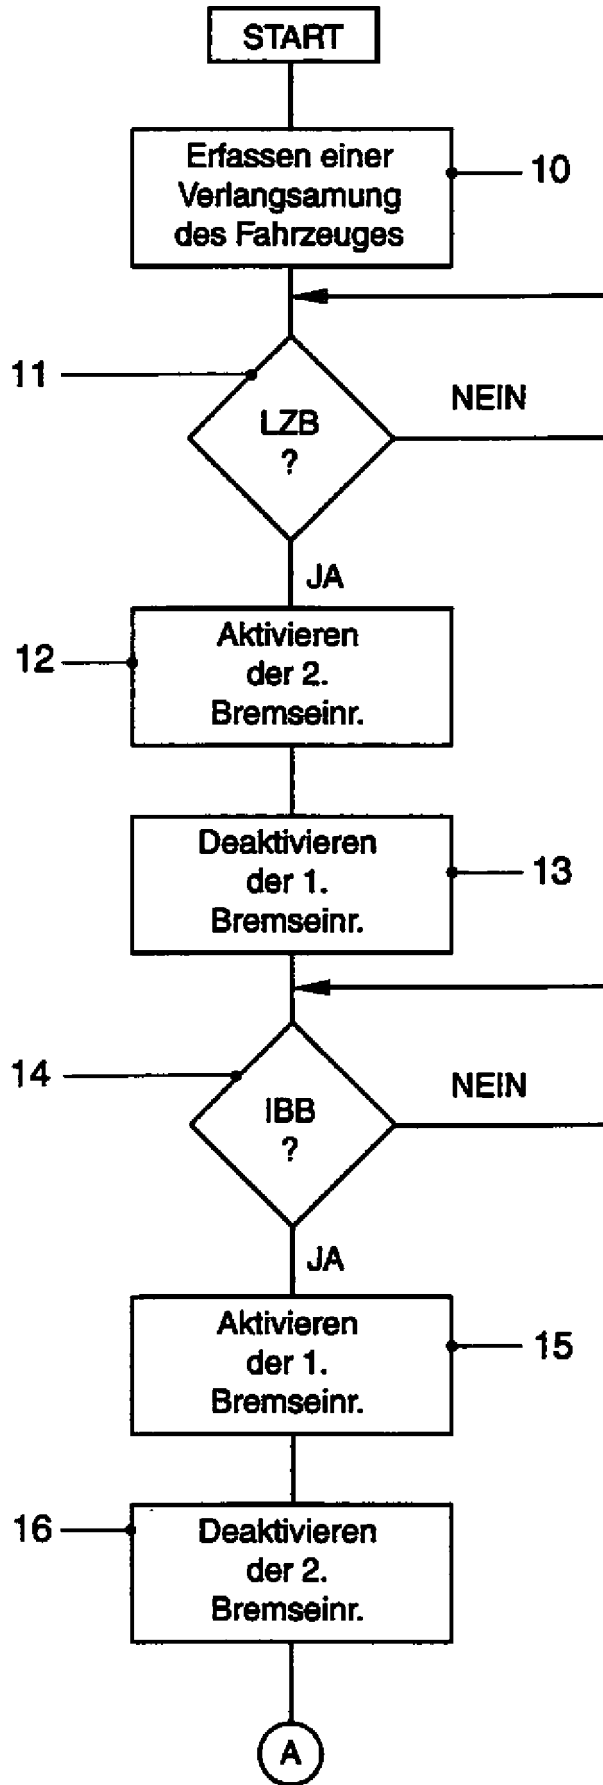 START
Erfassen einer
Verlangsamung
des Fahrzeuges
10
11
LZB
?
NEIN
JA
12
Aktivieren
der 2.
Bremseinr.
Deaktivieren
der 1.
Bremseinr.
13
14
IBB
?
NEIN
JA
Aktivieren
der 1.
Bremseinr.
15
16
Deaktivieren
der 2.
Bremseinr.
A